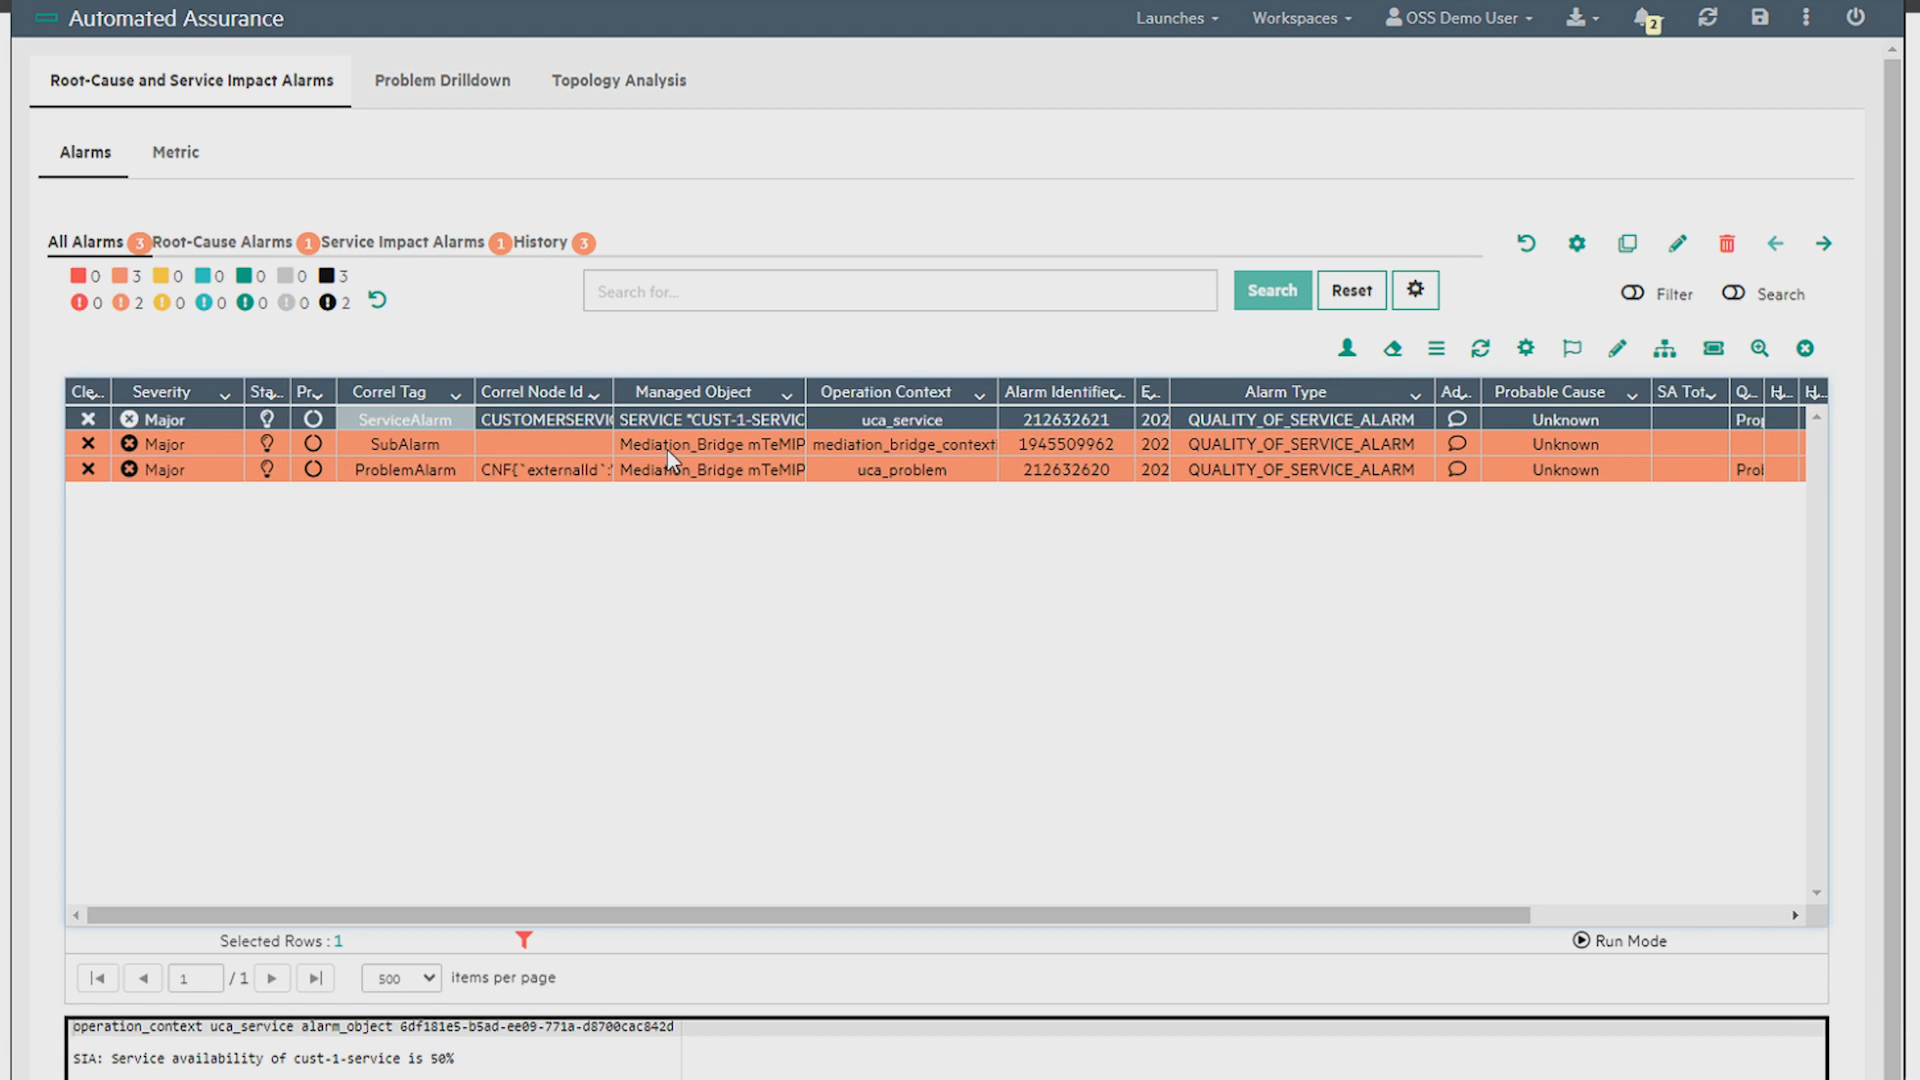 Automated Assurance
Launches Workspaces OSS Demo User 2
Root-Cause and Service Impact Alarms Problem Drilldown Topology Analysis
Alarms Metric
All Alarms 3 Root-Cause Alarms 1 Service Impact Alarms 1 History 3
0 3 0 0 0 0 3
0 2 0 0 0 0 2
Search for... Search Reset
Filter Search
Cle... Severity Sta... Pr... Correl Tag Correl Node Id Managed Object Operation Context Alarm Identifie... E... Alarm Type Ad... Probable Cause SA Tot... Q... H... H...
Major ServiceAlarm CUSTOMERSERVI SERVICE "CUST-1-SERVIC uca_service 212632621 202 QUALITY_OF_SERVICE_ALARM Unknown Pro
Major SubAlarm Mediation_Bridge mTeMIP mediation_bridge_context 1945509962 202 QUALITY_OF_SERVICE_ALARM Unknown
Major ProblemAlarm CNF{`externalId`: Mediation_Bridge mTeMIP uca_problem 212632620 202 QUALITY_OF_SERVICE_ALARM Unknown Prol
Selected Rows : 1 Run Mode
1 / 1 500 items per page
operation_context uca_service alarm_object 6df181e5-b5ad-ee09-771a-d8700cac842d
SIA: Service availability of cust-1-service is 50%